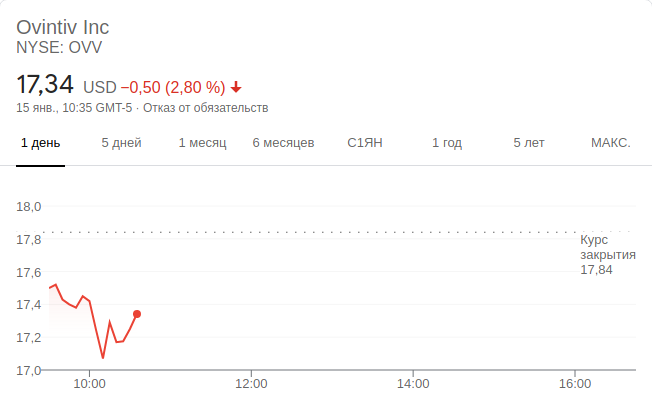 Ovintiv Inc
NYSE: OVV
17,34 USD −0,50 (2,80 %)
15 янв., 10:35 GMT-5 · Отказ от обязательств
1 день 5 дней 1 месяц 6 месяцев С1ЯН 1 год 5 лет МАКС.
18,0
17,8
Курс
закрытия
17,84
17,6
17,4
17,2
17,0
10:00 12:00 14:00 16:00